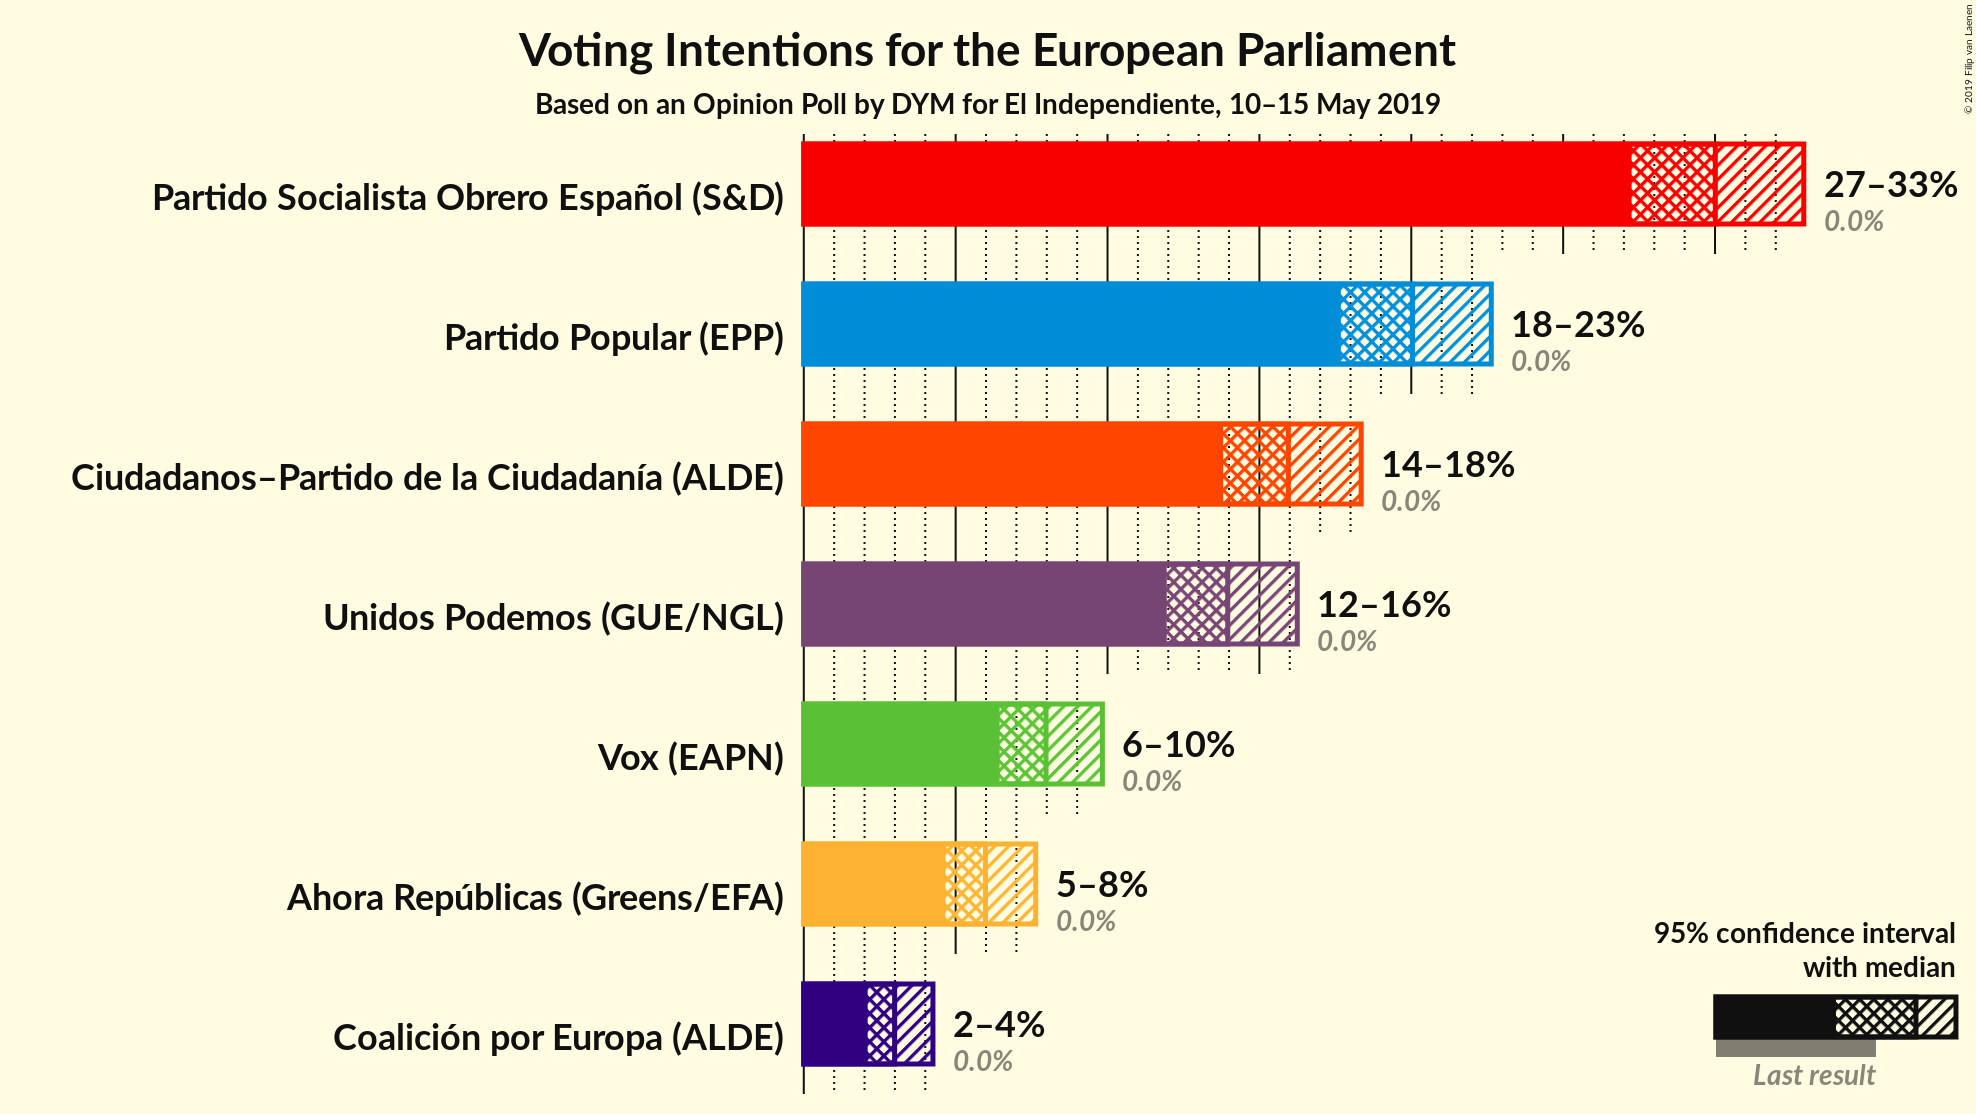 Voting Intentions for the European Parliament
Based on an Opinion Poll by DYM for El Independiente, 10–15 May 2019
© 2019 Filip van Laenen
Partido Socialista Obrero Español (S&D)
27–33%
0.0%
Partido Popular (EPP)
18–23%
0.0%
Ciudadanos–Partido de la Ciudadanía (ALDE)
14–18%
0.0%
Unidos Podemos (GUE/NGL)
12–16%
0.0%
Vox (EAPN)
6–10%
0.0%
Ahora Repúblicas (Greens/EFA)
5–8%
0.0%
Coalición por Europa (ALDE)
2–4%
0.0%
95% confidence interval
with median
Last result